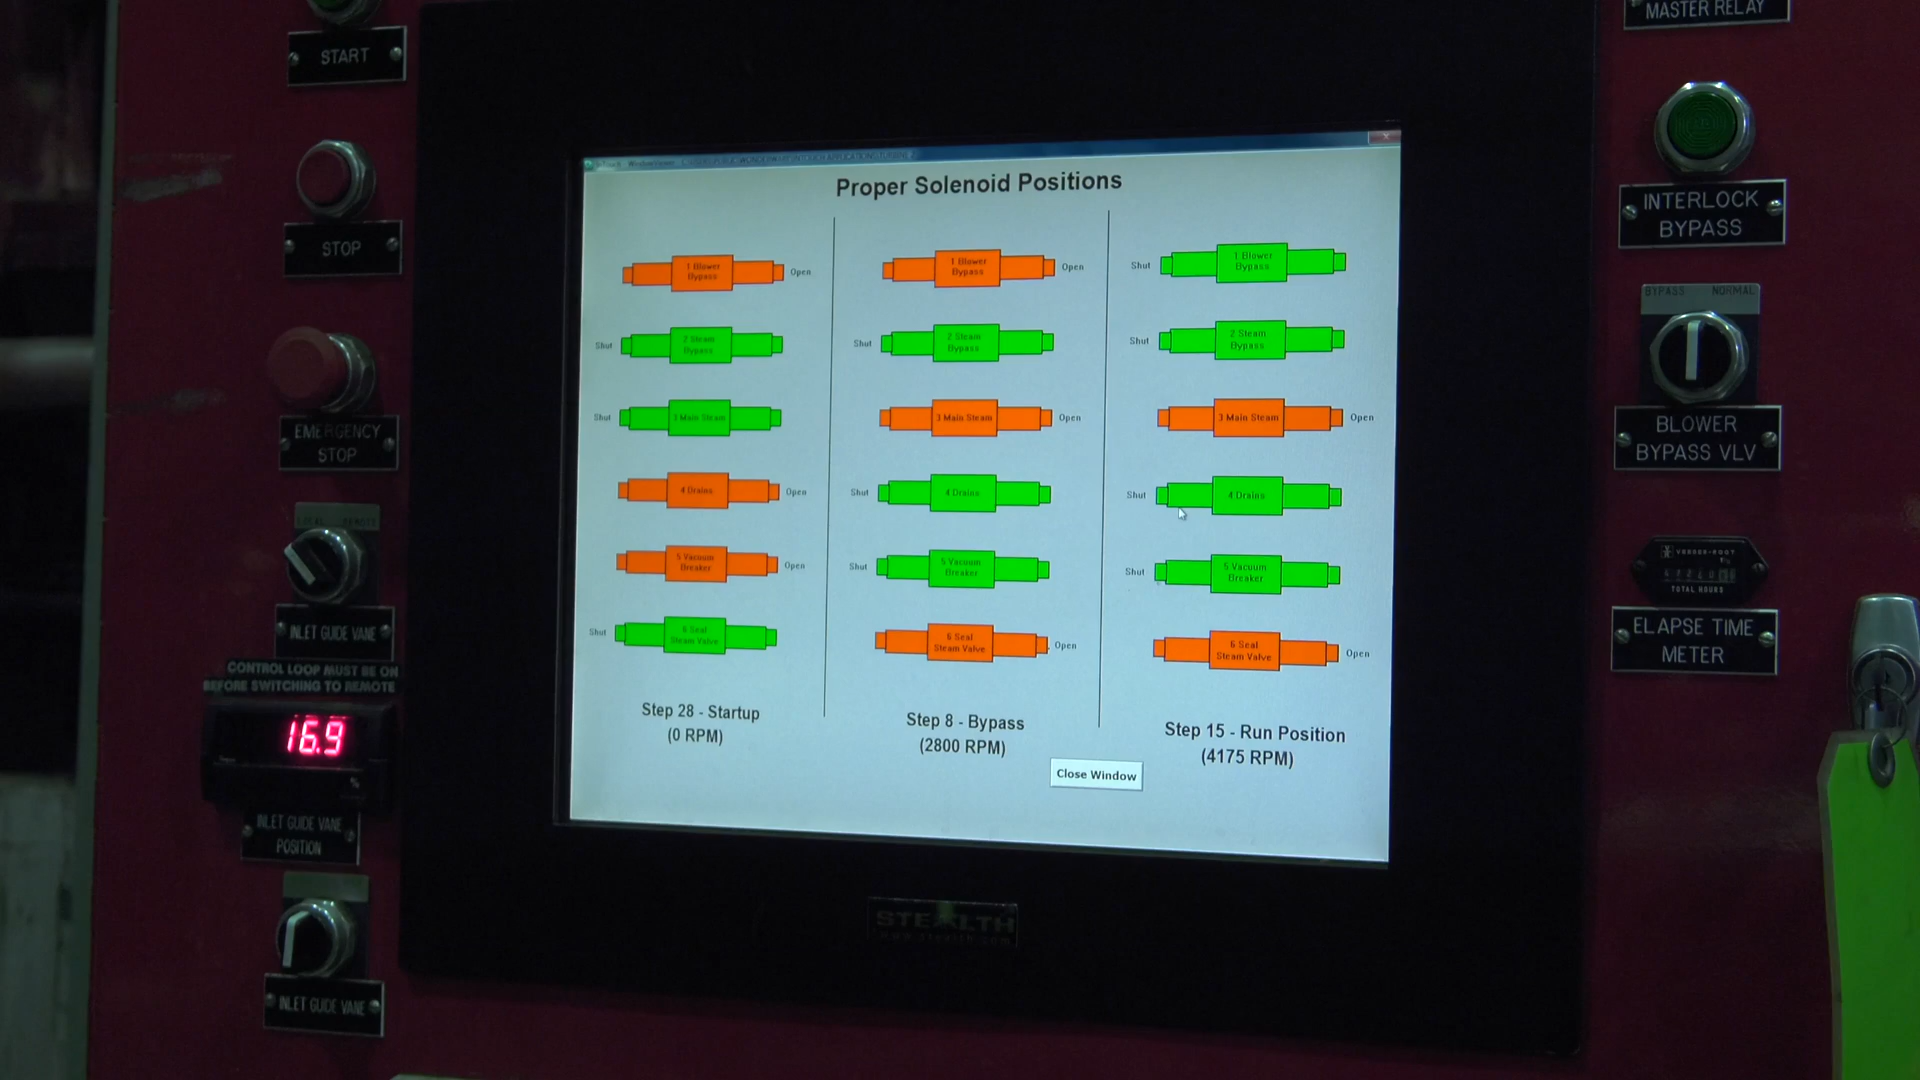 START
STOP
EMERGENCY
STOP
LOCAL REMOTE
INLET GUIDE VANE
CONTROL LOOP MUST BE ON
BEFORE SWITCHING TO REMOTE
16.9
%
INLET GUIDE VANE
POSITION
INLET GUIDE VANE
Proper Solenoid Positions
1 Blower
Bypass
Open
Shut
2 Steam
Bypass
Shut
3 Main Steam
4 Drains
Open
5 Vacuum
Breaker
Open
Shut
6 Seal
Steam Valve
Step 28 - Startup
(0 RPM)
1 Blower
Bypass
Open
Shut
2 Steam
Bypass
3 Main Steam
Open
Shut
4 Drains
Shut
5 Vacuum
Breaker
6 Seal
Steam Valve
Open
Step 8 - Bypass
(2800 RPM)
Shut
1 Blower
Bypass
Shut
2 Steam
Bypass
3 Main Steam
Open
Shut
4 Drains
Shut
5 Vacuum
Breaker
6 Seal
Steam Valve
Open
Step 15 - Run Position
(4175 RPM)
Close Window
STEALTH
www.stealth.com
MASTER RELAY
INTERLOCK
BYPASS
BYPASS NORMAL
BLOWER
BYPASS VLV
VEEDER-ROOT
TOTAL HOURS
ELAPSE TIME
METER